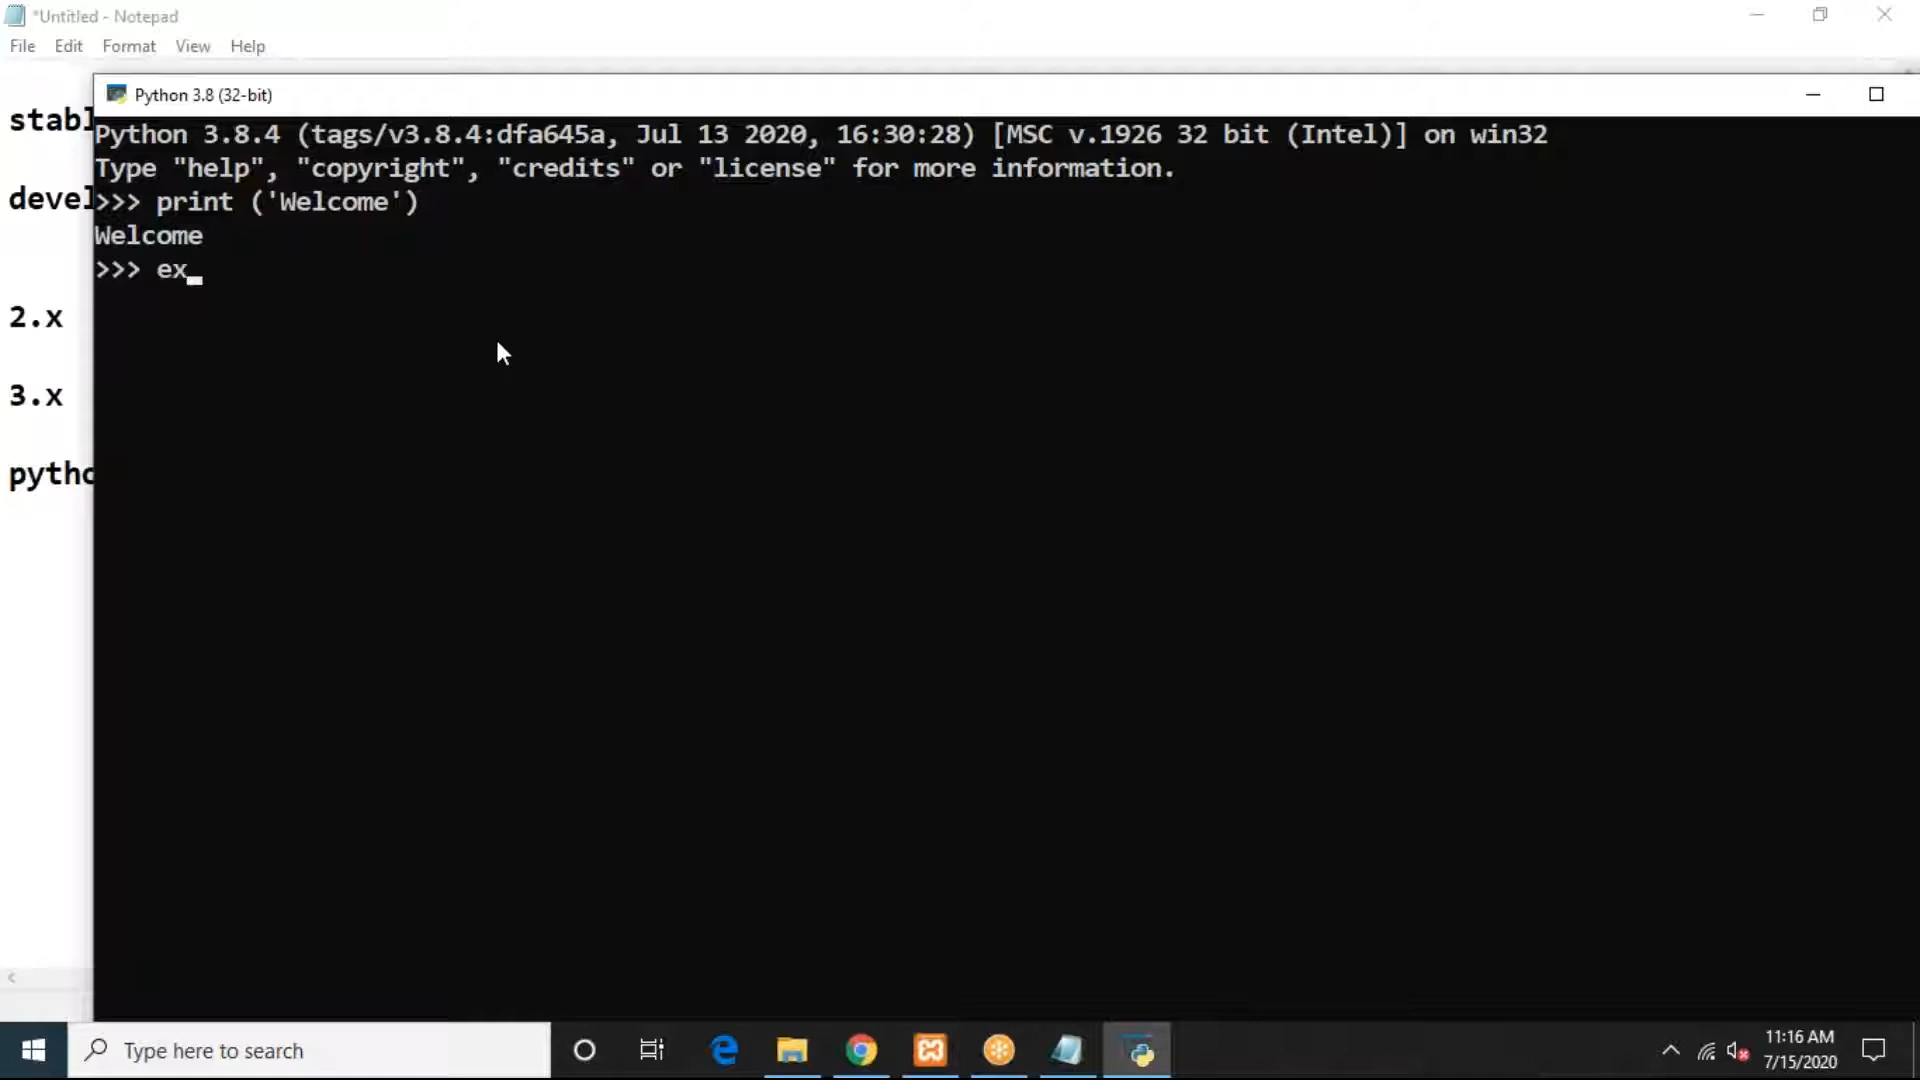 *Untitled - Notepad
File Edit Format View Help
Python 3.8 (32-bit)
stabl
Python 3.8.4 (tags/v3.8.4:dfa645a, Jul 13 2020, 16:30:28) [MSC v.1926 32 bit (Intel)] on win32
Type "help", "copyright", "credits" or "license" for more information.
devel
>>> print ('Welcome')
Welcome
>>> ex
2.x
3.x
pytho
Type here to search
11:16 AM
7/15/2020